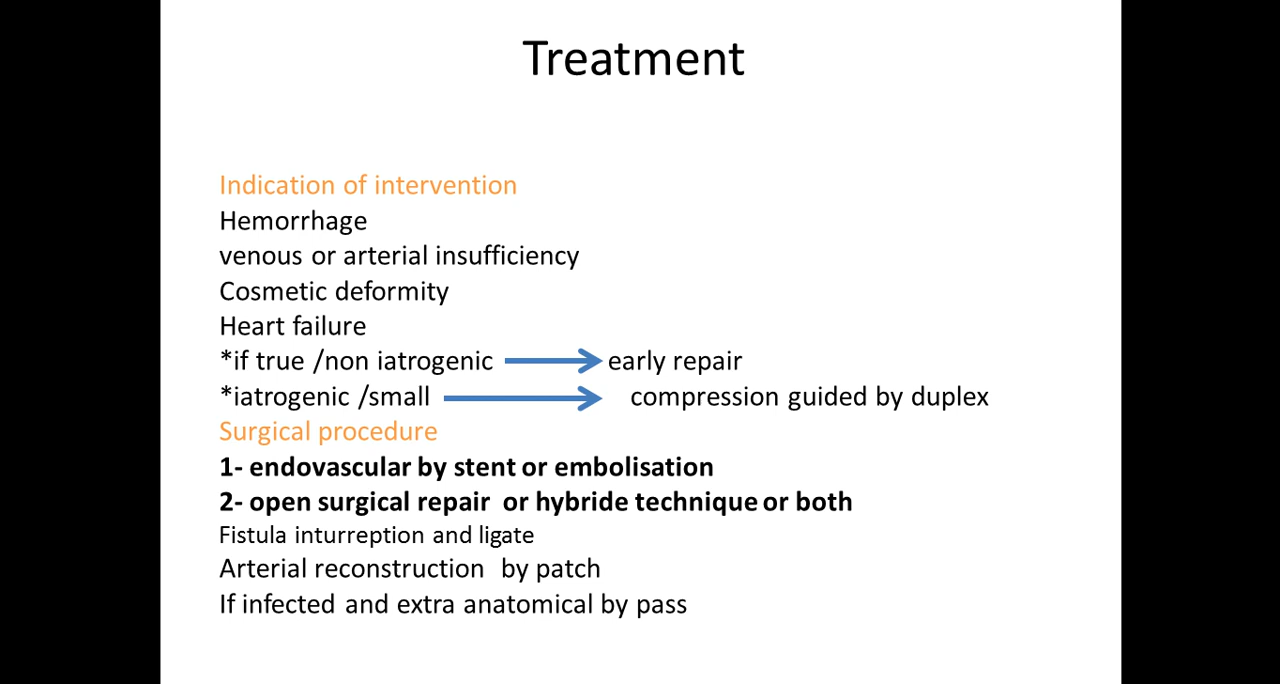 Treatment
Indication of intervention
Hemorrhage
venous or arterial insufficiency
Cosmetic deformity
Heart failure
*if true /non iatrogenic early repair
*iatrogenic /small compression guided by duplex
Surgical procedure
1- endovascular by stent or embolisation
2- open surgical repair or hybride technique or both
Fistula inturreption and ligate
Arterial reconstruction by patch
If infected and extra anatomical by pass